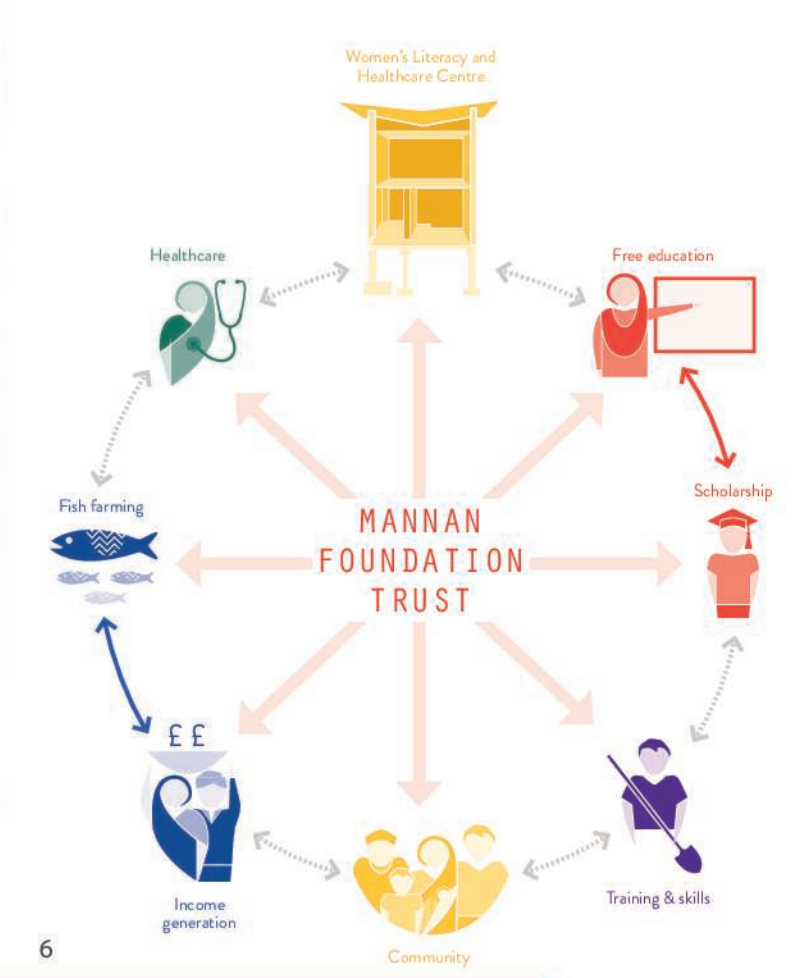 Women's Literacy and
Healthcare Centre
Healthcare
Free education
Fish farming
Scholarship
MANNAN
FOUNDATION
TRUST
££
Income
generation
Training & skills
Community
6